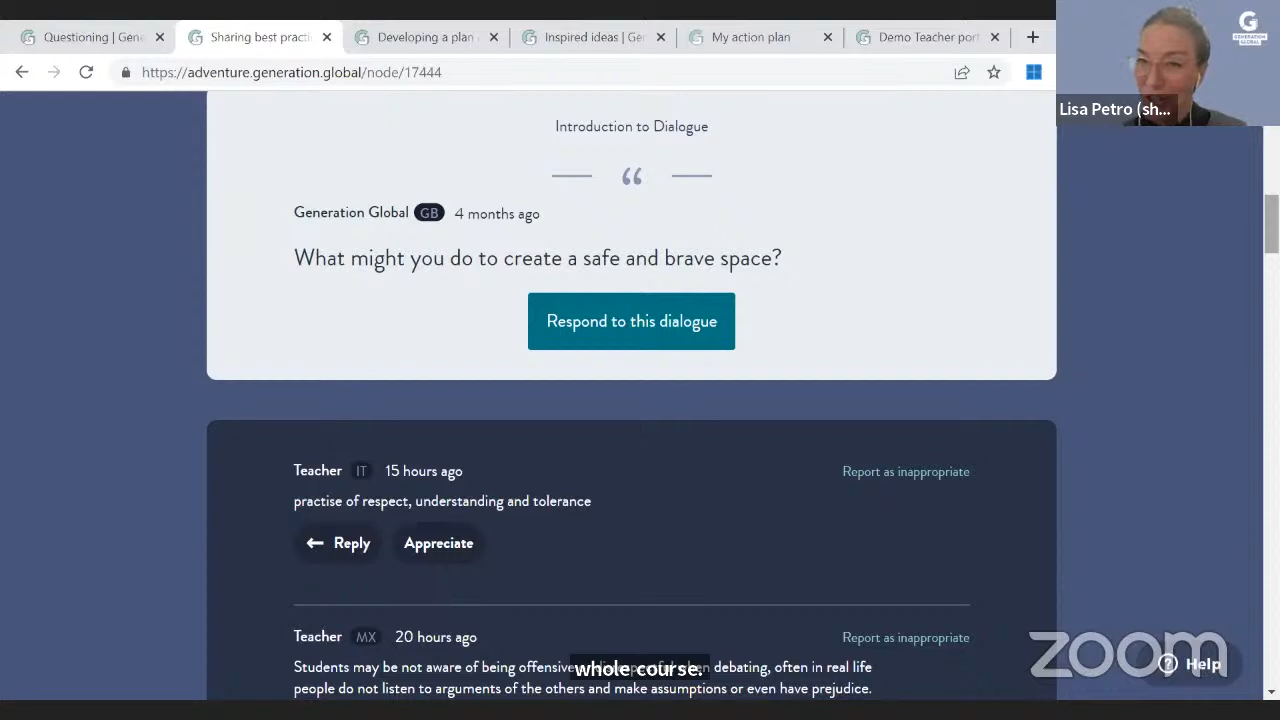 Questioning | Gene
Sharing best practi
Developing a plan
Inspired ideas | Gen
My action plan
Demo Teacher port
G
GENERATION
GLOBAL
https://adventure.generation.global/node/17444
Lisa Petro (sh...
Introduction to Dialogue
“
Generation Global GB 4 months ago
What might you do to create a safe and brave space?
Respond to this dialogue
Teacher IT 15 hours ago
Report as inappropriate
practise of respect, understanding and tolerance
Reply
Appreciate
Teacher MX 20 hours ago
Report as inappropriate
Students may be not aware of being offensive debating, often in real life
whole course.
people do not listen to arguments of the others and make assumptions or even have prejudice.
zoom
Help